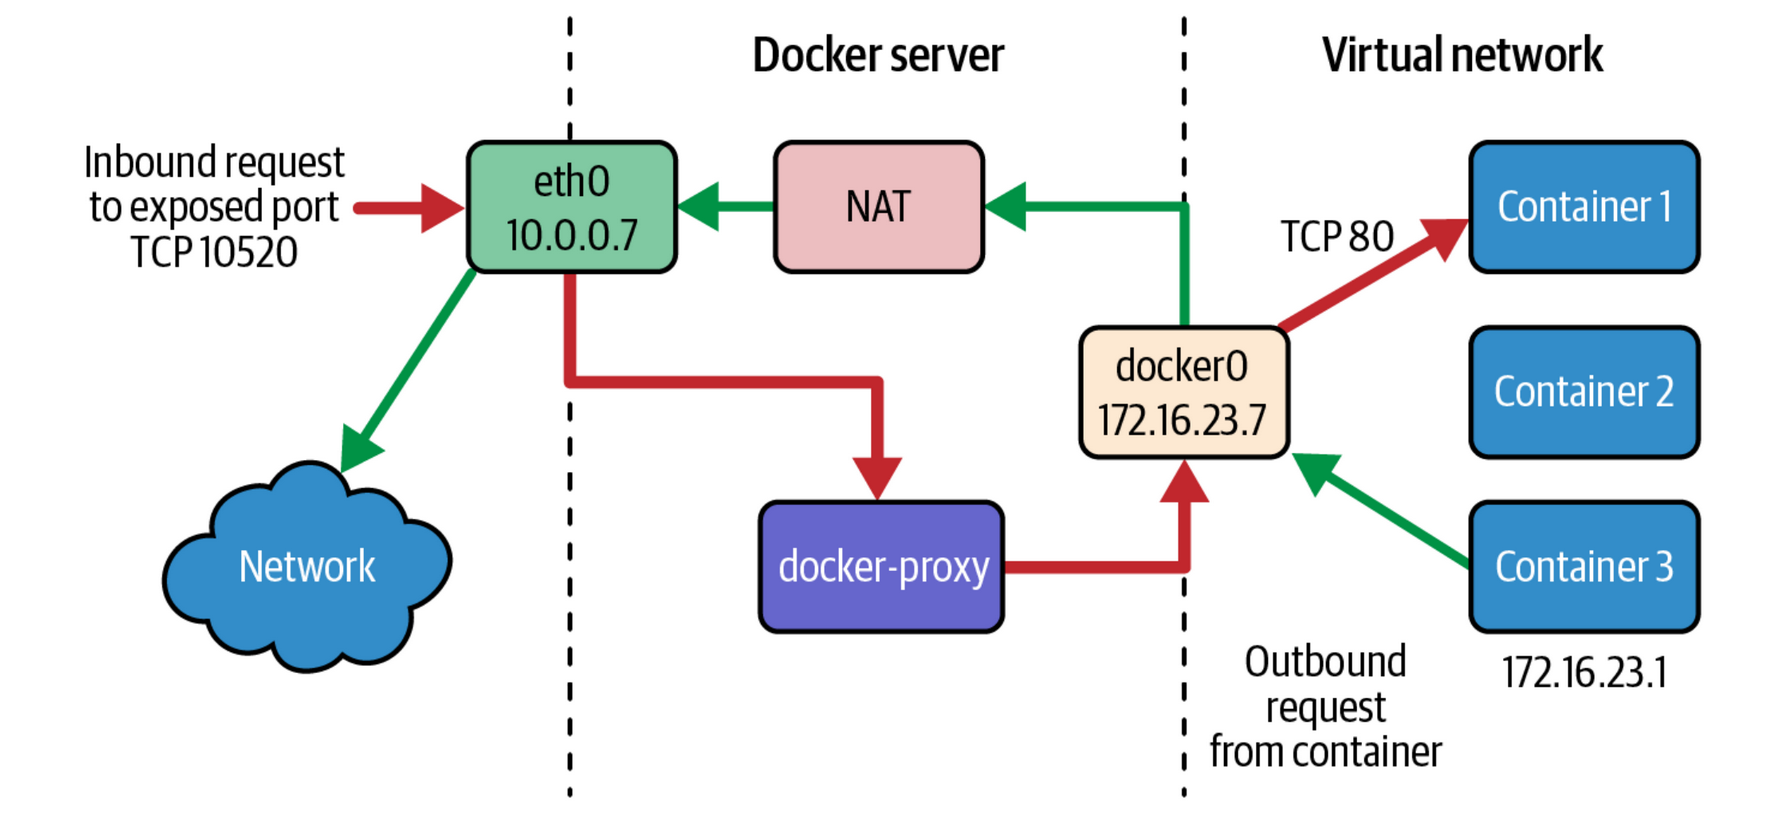 Docker server
Virtual network
Inbound request
to exposed port
TCP 10520
eth0
10.0.0.7
NAT
TCP 80
Container 1
docker0
172.16.23.7
Container 2
Network
docker-proxy
Container 3
172.16.23.1
Outbound
request
from container